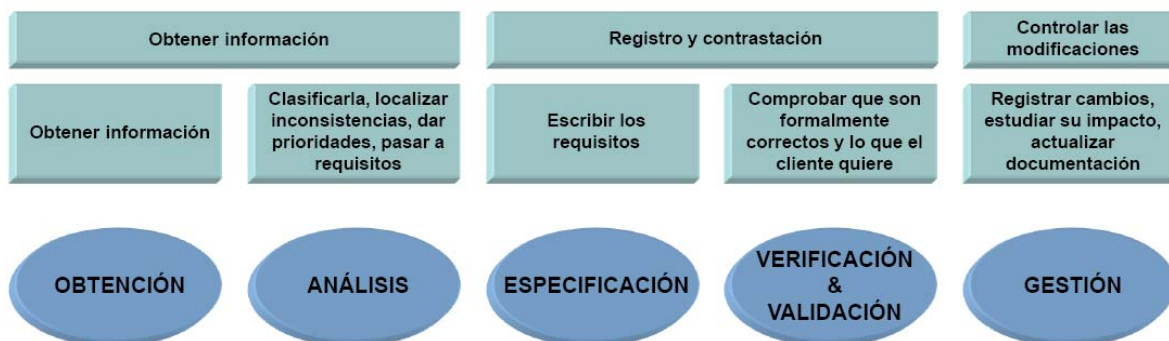 Obtener información
Registro y contrastación
Controlar las
modificaciones
Obtener información
Clasificarla, localizar
inconsistencias, dar
prioridades, pasar a
requisitos
Escribir los
requisitos
Comprobar que son
formalmente
correctos y lo que el
cliente quiere
Registrar cambios,
estudiar su impacto,
actualizar
documentación
OBTENCIÓN
ANÁLISIS
ESPECIFICACIÓN
VERIFICACIÓN
&
VALIDACIÓN
GESTIÓN